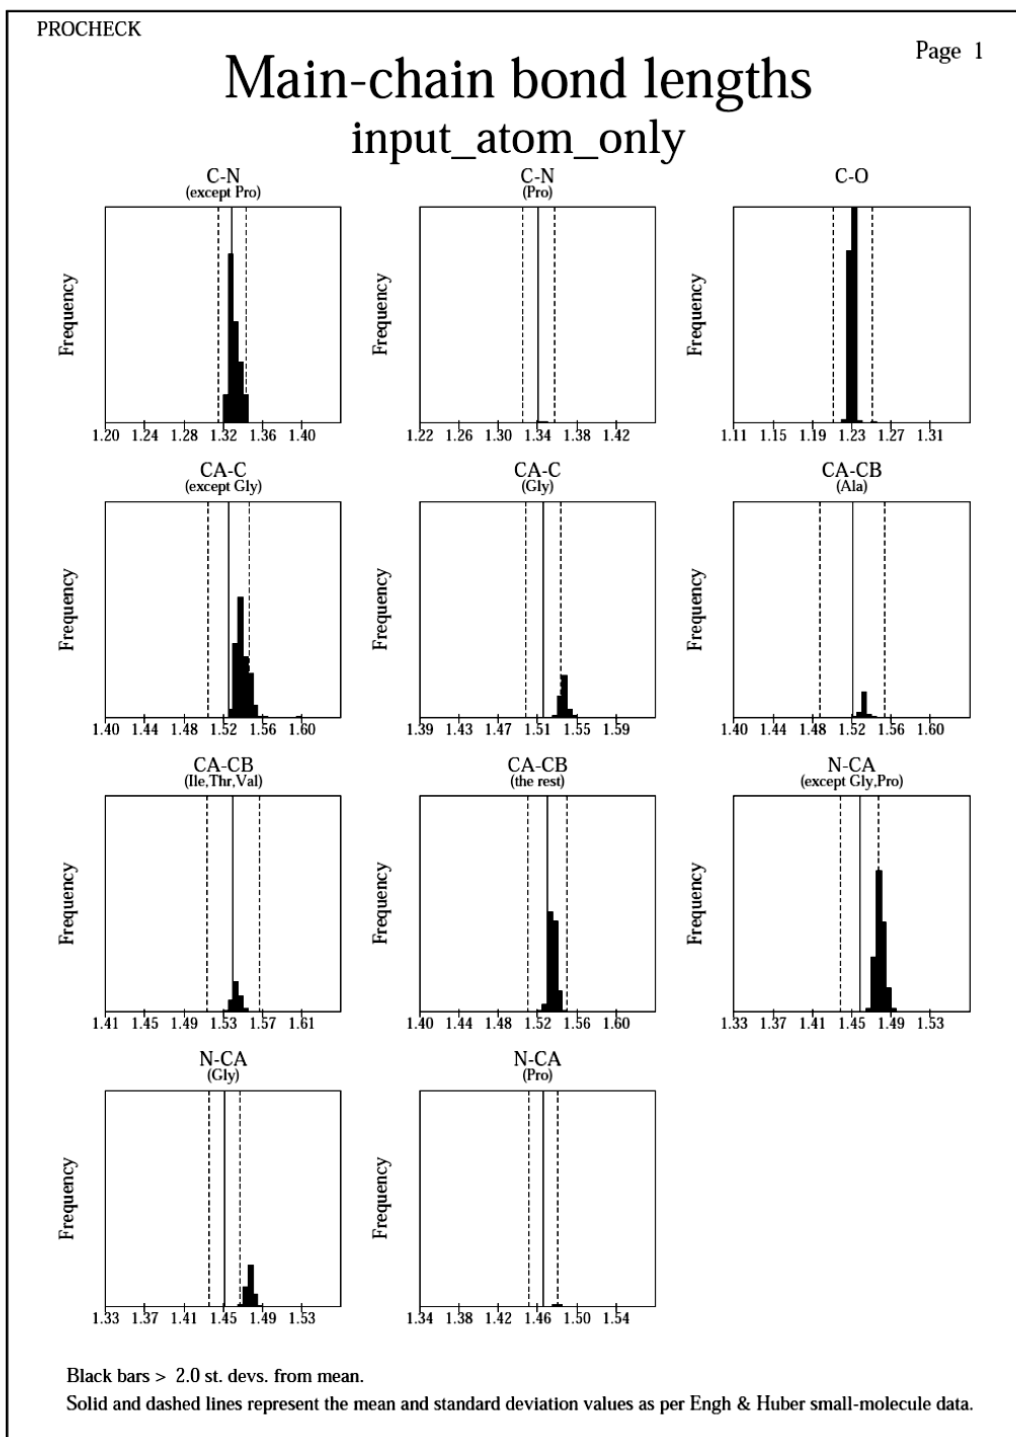 PROCHECK
Page 1
Main-chain bond lengths
input_atom_only
C-N
(except Pro)
C-N
(Pro)
C-O
Frequency
Frequency
Frequency
1.20 1.24 1.28 1.32 1.36 1.40
1.22 1.26 1.30 1.34 1.38 1.42
1.11 1.15 1.19 1.23 1.27 1.31
CA-C
(except Gly)
CA-C
(Gly)
CA-CB
(Ala)
Frequency
Frequency
Frequency
1.40 1.44 1.48 1.52 1.56 1.60
1.39 1.43 1.47 1.51 1.55 1.59
1.40 1.44 1.48 1.52 1.56 1.60
CA-CB
(Ile,Thr,Val)
CA-CB
(the rest)
N-CA
(except Gly,Pro)
Frequency
Frequency
Frequency
1.41 1.45 1.49 1.53 1.57 1.61
1.40 1.44 1.48 1.52 1.56 1.60
1.33 1.37 1.41 1.45 1.49 1.53
N-CA
(Gly)
N-CA
(Pro)
Frequency
Frequency
1.33 1.37 1.41 1.45 1.49 1.53
1.34 1.38 1.42 1.46 1.50 1.54
Black bars > 2.0 st. devs. from mean.
Solid and dashed lines represent the mean and standard deviation values as per Engh & Huber small-molecule data.